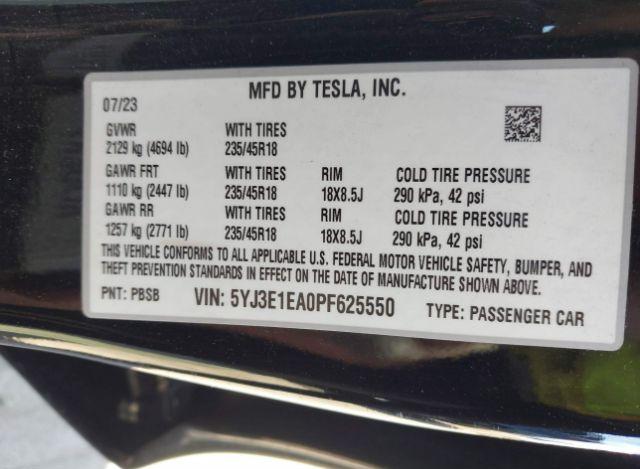 MFD BY TESLA, INC.
07/23
GVWR WITH TIRES
2129 kg (4694 lb) 235/45R18
GAWR FRT WITH TIRES RIM COLD TIRE PRESSURE
1110 kg (2447 lb) 235/45R18 18X8.5J 290 kPa, 42 psi
GAWR RR WITH TIRES RIM COLD TIRE PRESSURE
1257 kg (2771 lb) 235/45R18 18X8.5J 290 kPa, 42 psi
THIS VEHICLE CONFORMS TO ALL APPLICABLE U.S. FEDERAL MOTOR VEHICLE SAFETY, BUMPER, AND
THEFT PREVENTION STANDARDS IN EFFECT ON THE DATE OF MANUFACTURE SHOWN ABOVE.
PNT: PBSB VIN: 5YJ3E1EA0PF625550 TYPE: PASSENGER CAR